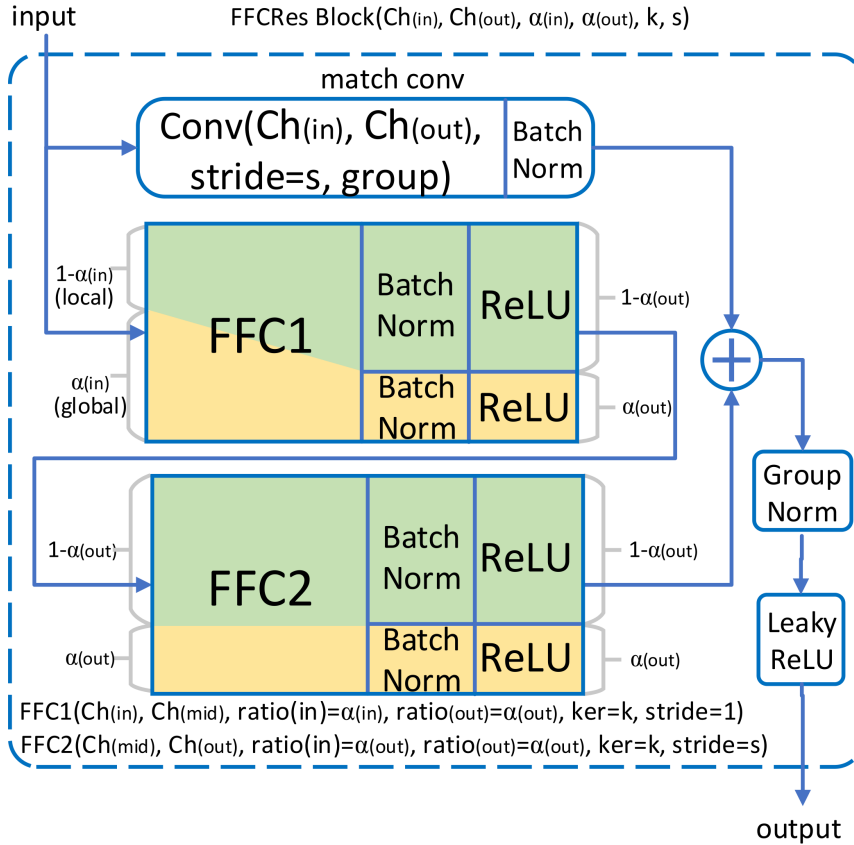 input
FFCRes Block(Ch(in), Ch(out), α(in), α(out), k, s)
match conv
Conv(Ch(in), Ch(out),
stride=s, group)
Batch
Norm
1-α(in)
(local)
α(in)
(global)
FFC1
Batch
Norm
ReLU
Batch
Norm
ReLU
1-α(out)
α(out)
Group
Norm
1-α(out)
α(out)
FFC2
Batch
Norm
ReLU
Batch
Norm
ReLU
1-α(out)
α(out)
Leaky
ReLU
FFC1(Ch(in), Ch(mid), ratio(in)=α(in), ratio(out)=α(out), ker=k, stride=1)
FFC2(Ch(mid), Ch(out), ratio(in)=α(out), ratio(out)=α(out), ker=k, stride=s)
output